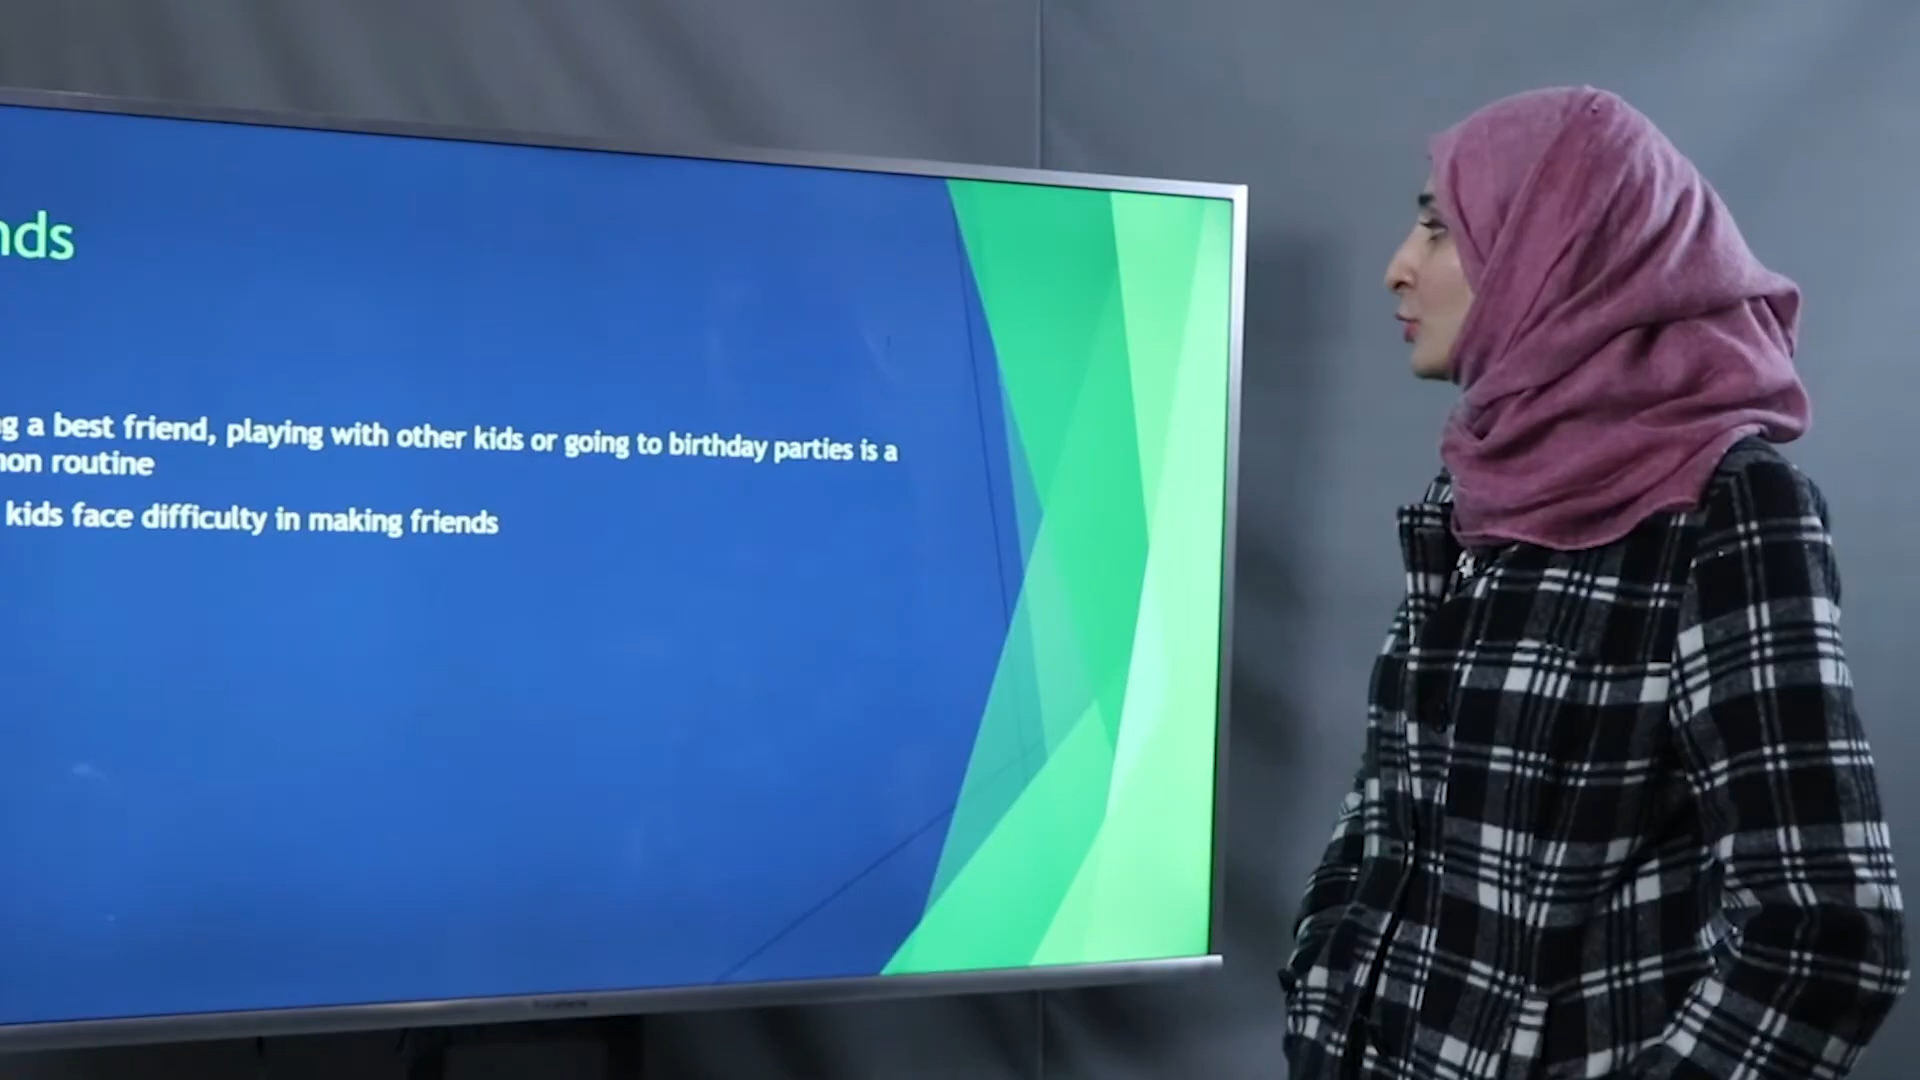 nds
g a best friend, playing with other kids or going to birthday parties is a
non routine
kids face difficulty in making friends